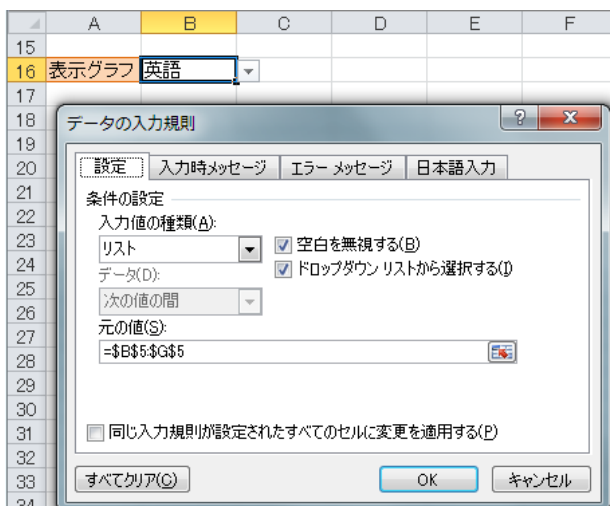 A B C D E F
15
16 表示グラフ 英語
17
18 データの入力規則
19
20 設定 入力時メッセージ エラー メッセージ 日本語入力
21 条件の設定
22 入力値の種類(A):
23 リスト 空白を無視する(B)
24 データ(D): ドロップダウン リストから選択する(I)
25 次の値の間
26 元の値(S):
27 =$B$5:$G$5
28
29
30
31 同じ入力規則が設定されたすべてのセルに変更を適用する(P)
32
33 すべてクリア(C) OK キャンセル
34